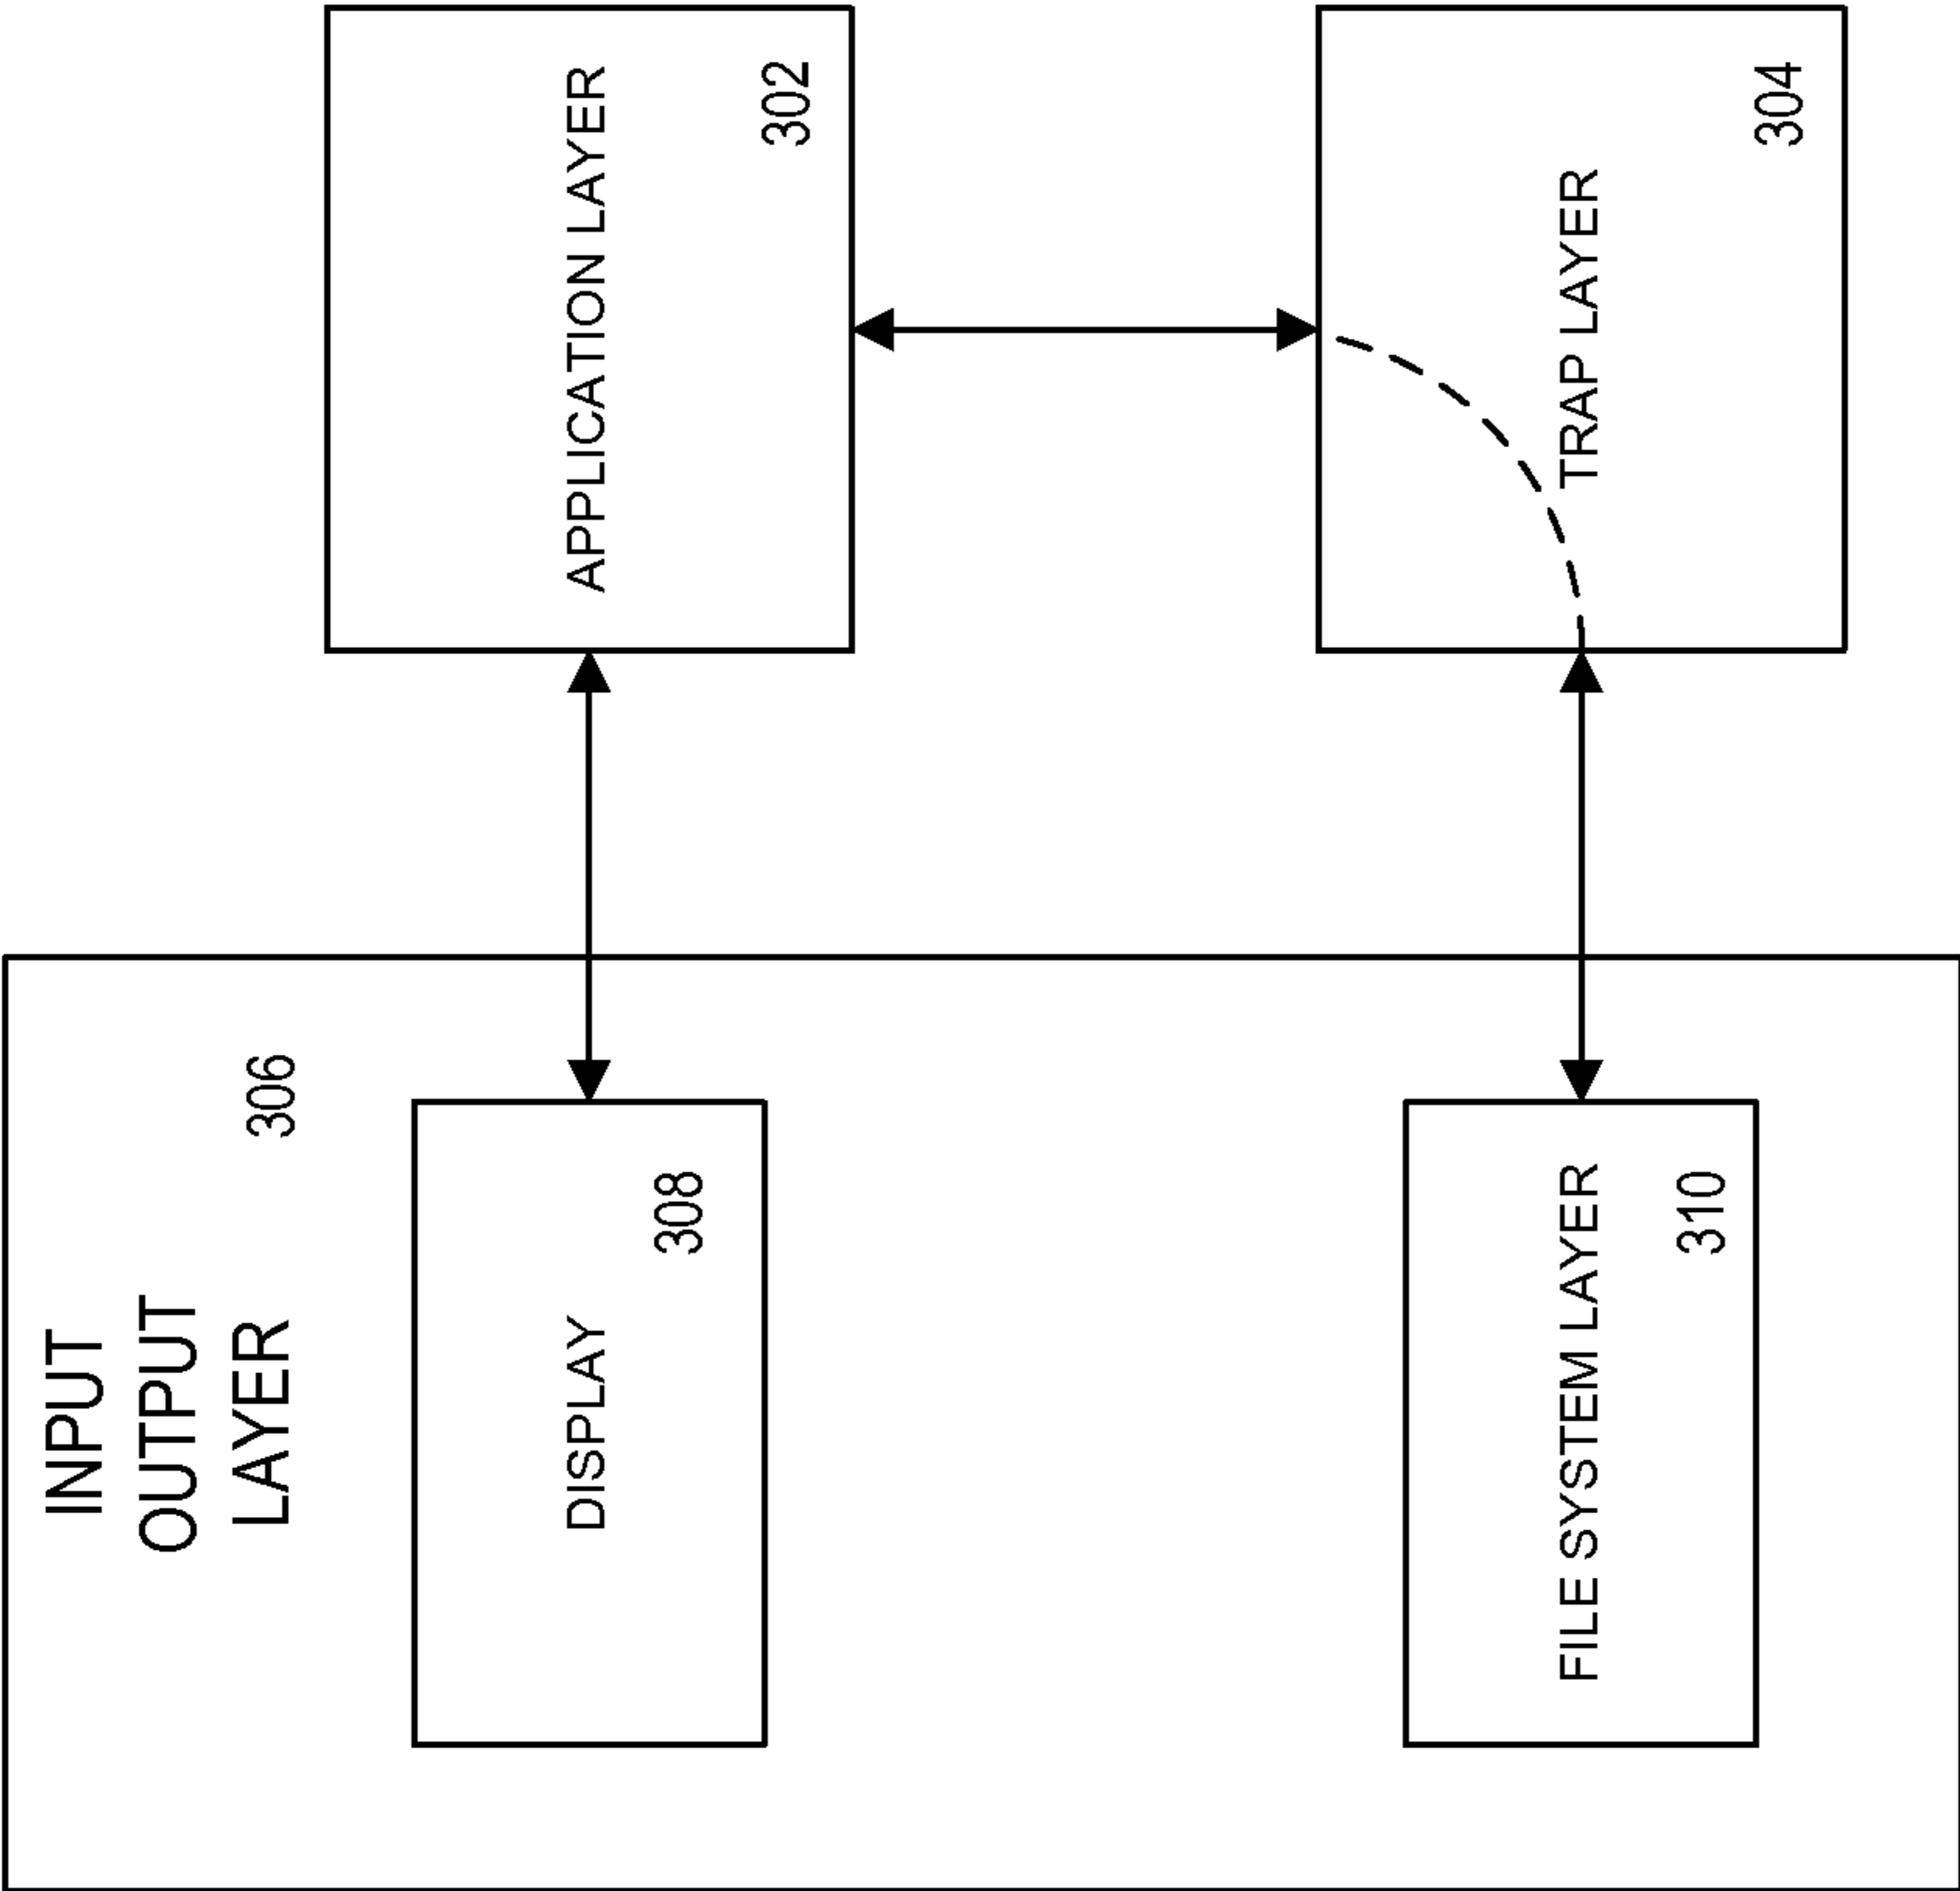 INPUT
OUTPUT
LAYER
306
DISPLAY
308
FILE SYSTEM LAYER
310
APPLICATION LAYER
302
TRAP LAYER
304